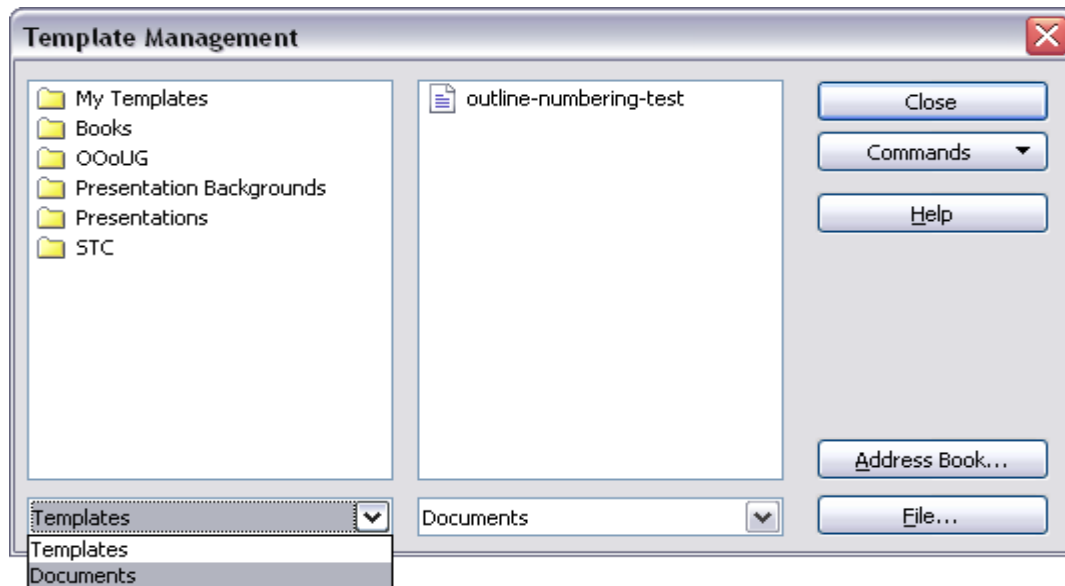 Template Management
My Templates
Books
OOoUG
Presentation Backgrounds
Presentations
STC
outline-numbering-test
Close
Commands
Help
Address Book...
File...
Templates
Documents
Templates
Documents